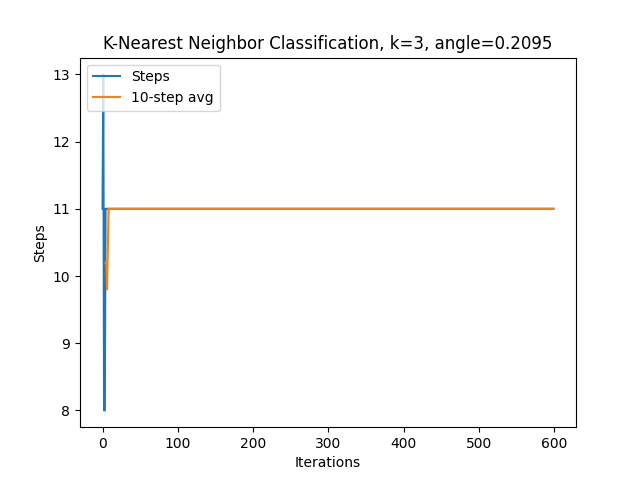 K-Nearest Neighbor Classification, k=3, angle=0.2095
Steps
10-step avg
13
12
11
10
9
8
Steps
0 100 200 300 400 500 600
Iterations